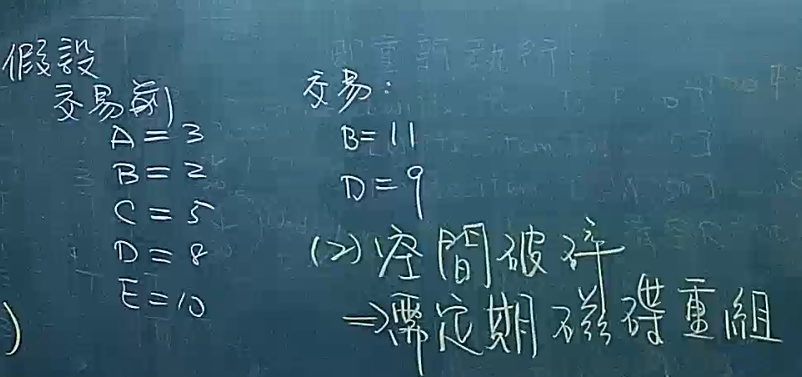 假設
交易前
A=3
B=2
C=5
D=8
E=10
交易:
B=11
D=9
(2)空間破碎
⇒需定期磁碟重組